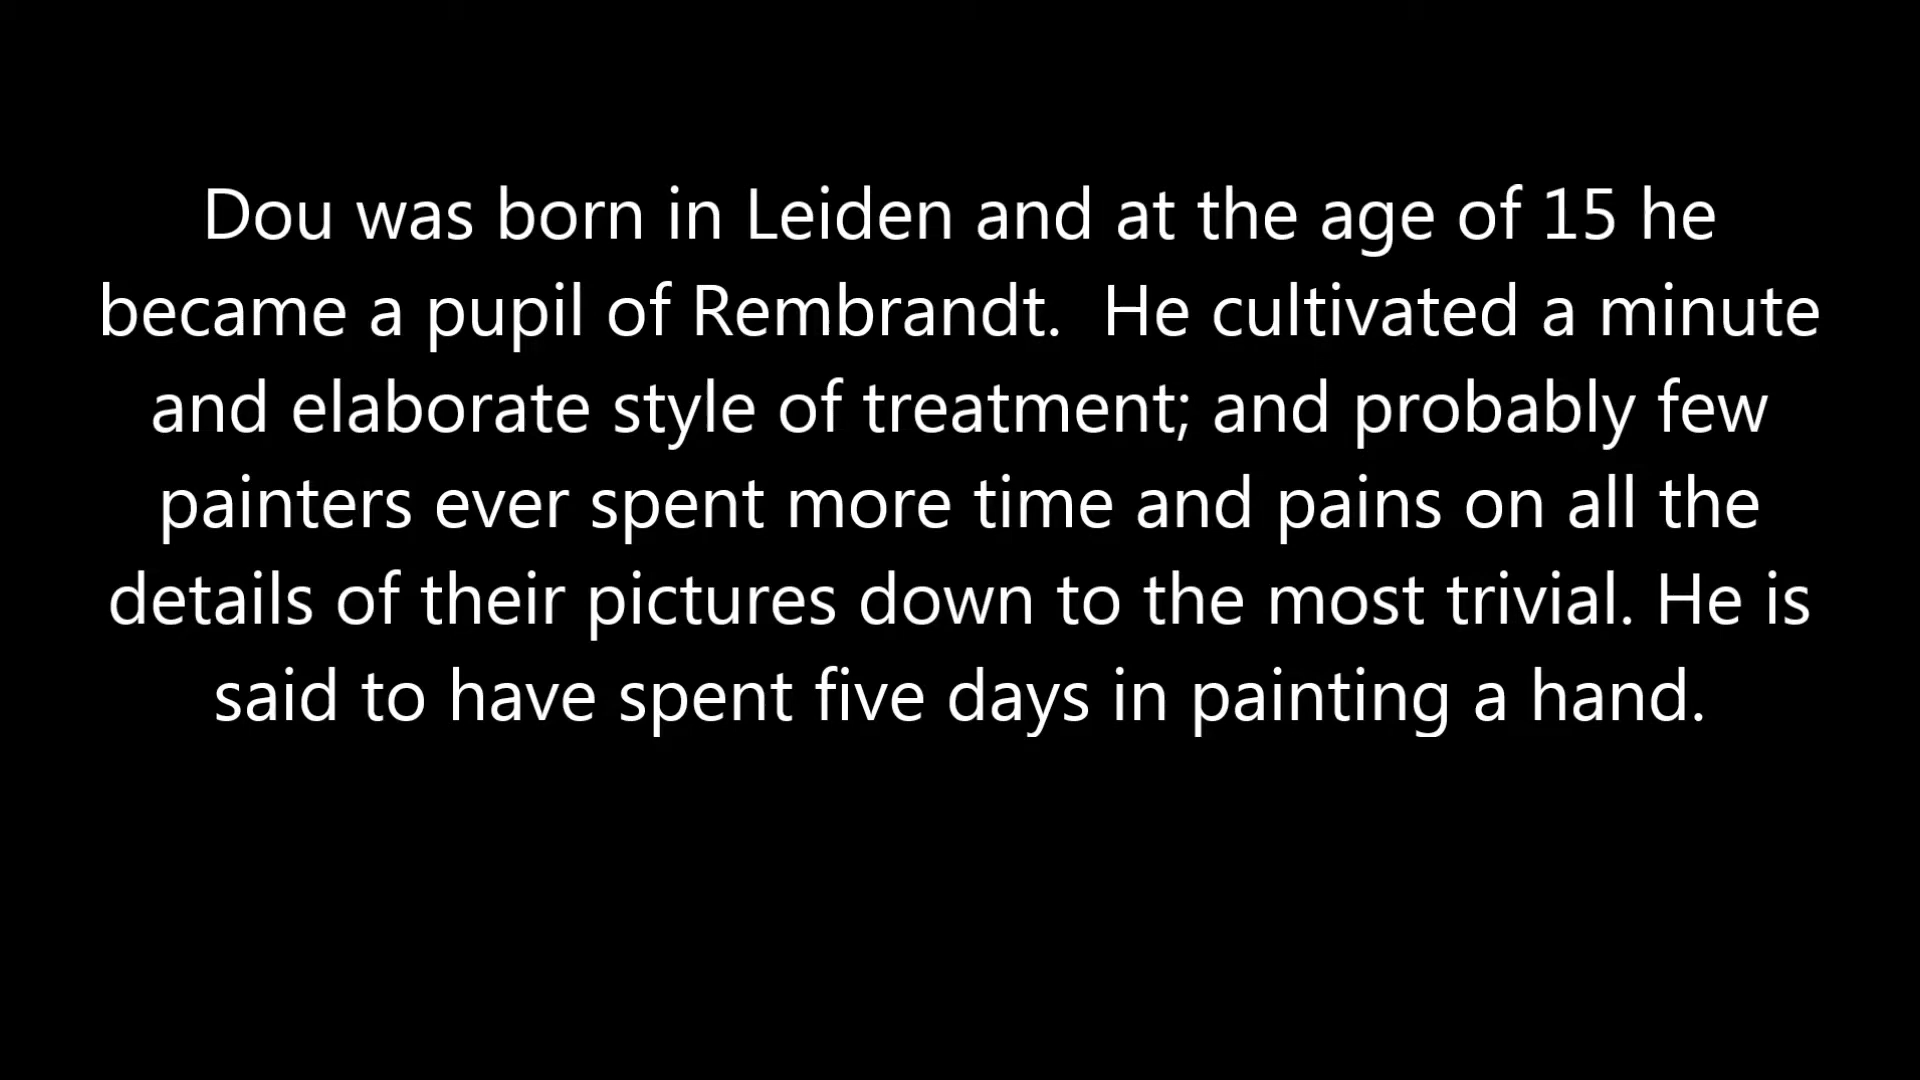 Dou was born in Leiden and at the age of 15 he
became a pupil of Rembrandt.  He cultivated a minute
and elaborate style of treatment; and probably few
painters ever spent more time and pains on all the
details of their pictures down to the most trivial. He is
said to have spent five days in painting a hand.